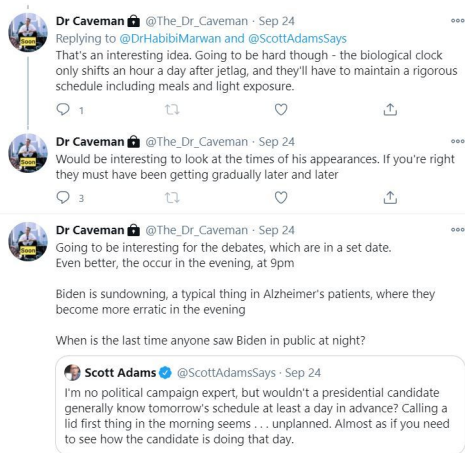 Dr Caveman @The_Dr_Caveman · Sep 24
Replying to @DrHabibiMarwan and @ScottAdamsSays
That's an interesting idea. Going to be hard though - the biological clock
only shifts an hour a day after jetlag, and they'll have to maintain a rigorous
schedule including meals and light exposure.
1
Dr Caveman @The_Dr_Caveman · Sep 24
Would be interesting to look at the times of his appearances. If you're right
they must have been getting gradually later and later
3
Dr Caveman @The_Dr_Caveman · Sep 24
Going to be interesting for the debates, which are in a set date.
Even better, the occur in the evening, at 9pm
Biden is sundowning, a typical thing in Alzheimer's patients, where they
become more erratic in the evening
When is the last time anyone saw Biden in public at night?
Scott Adams @ScottAdamsSays · Sep 24
I'm no political campaign expert, but wouldn't a presidential candidate
generally know tomorrow's schedule at least a day in advance? Calling a
lid first thing in the morning seems . . . unplanned. Almost as if you need
to see how the candidate is doing that day.
Soon
Soon
Soon